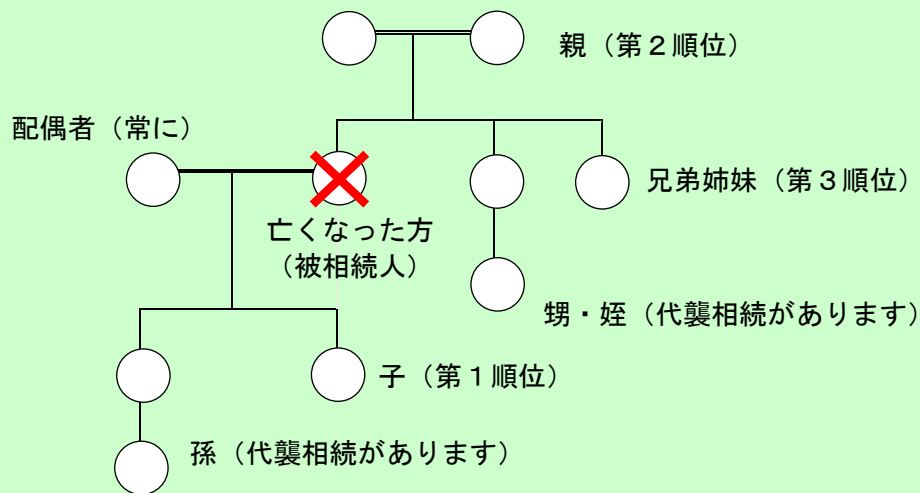 親（第２順位）
配偶者（常に）
兄弟姉妹（第３順位）
亡くなった方
（被相続人）
甥・姪（代襲相続があります）
子（第１順位）
孫（代襲相続があります）